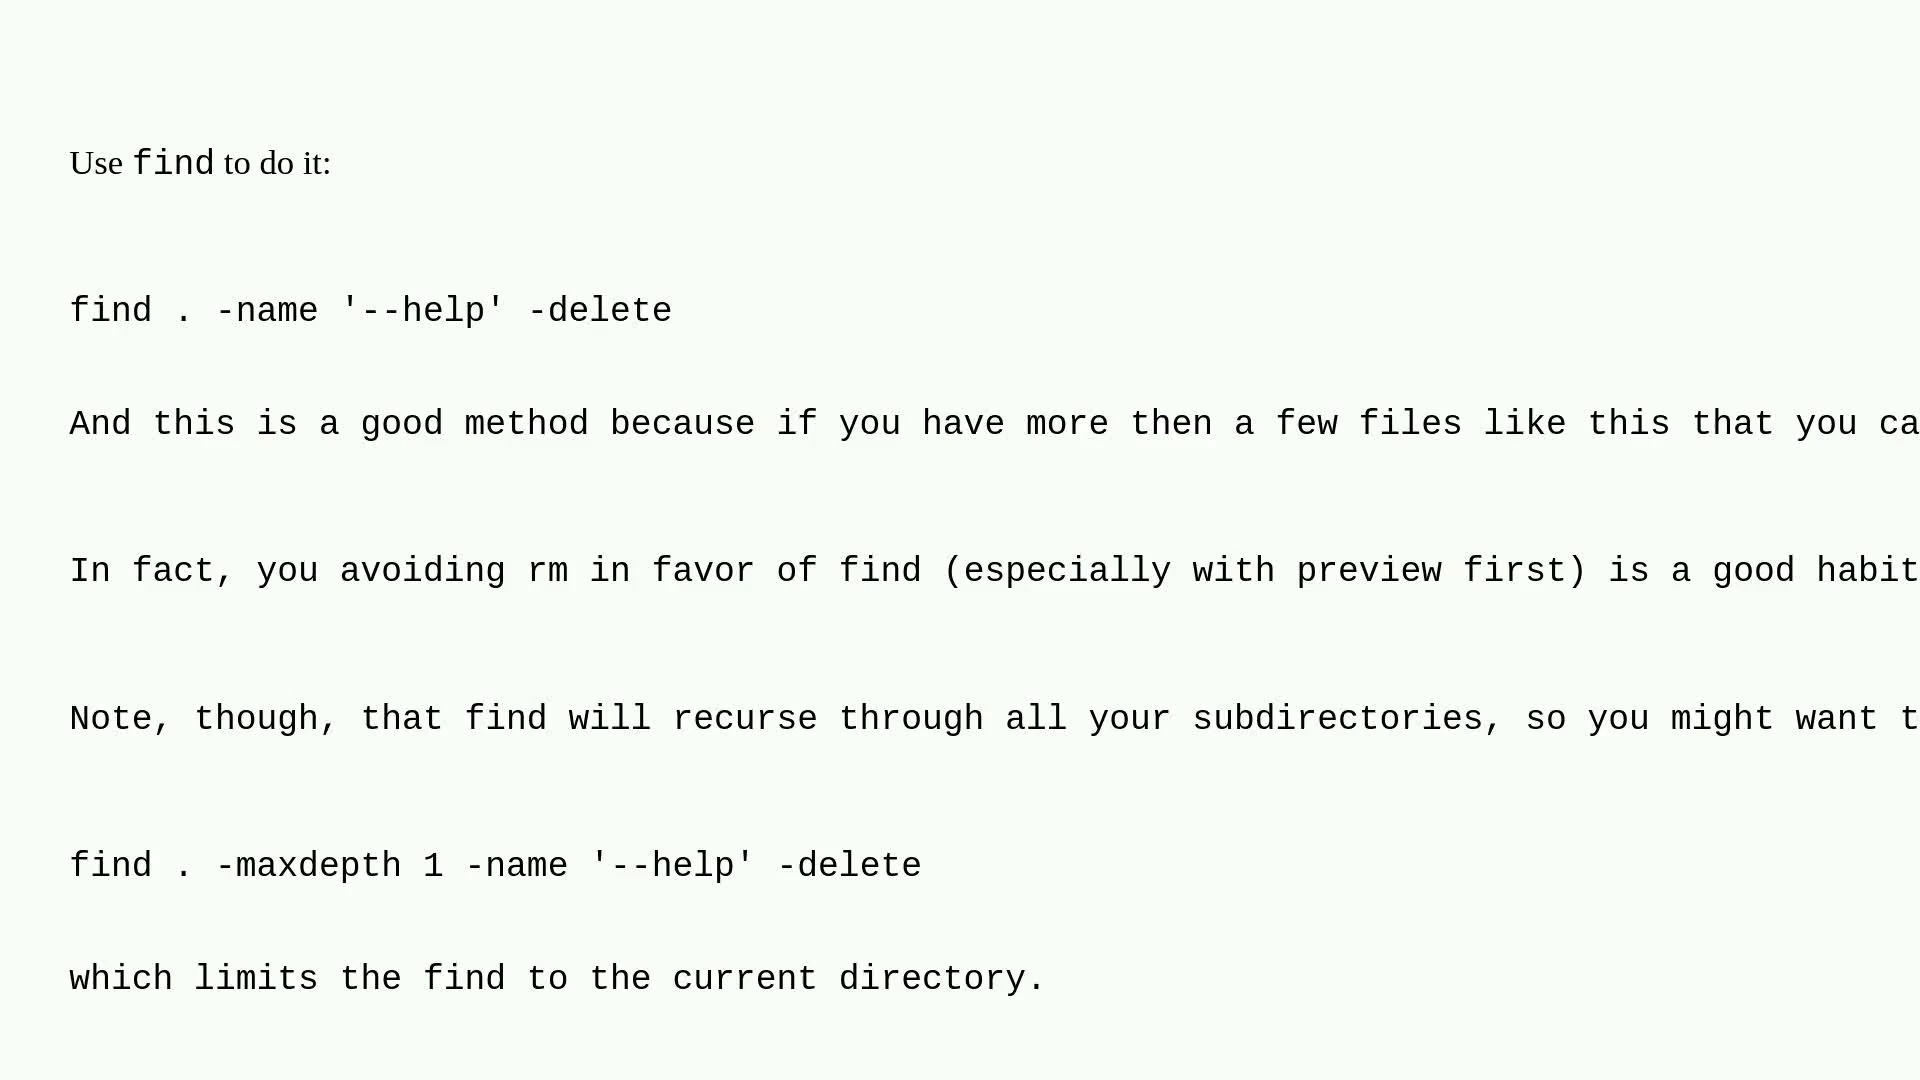 Use find to do it:
find . -name '--help' -delete
And this is a good method because if you have more then a few files like this that you
In fact, you avoiding rm in favor of find (especially with preview first) is a good habit
Note, though, that find will recurse through all your subdirectories, so you might want
find . -maxdepth 1 -name '--help' -delete
which limits the find to the current directory.